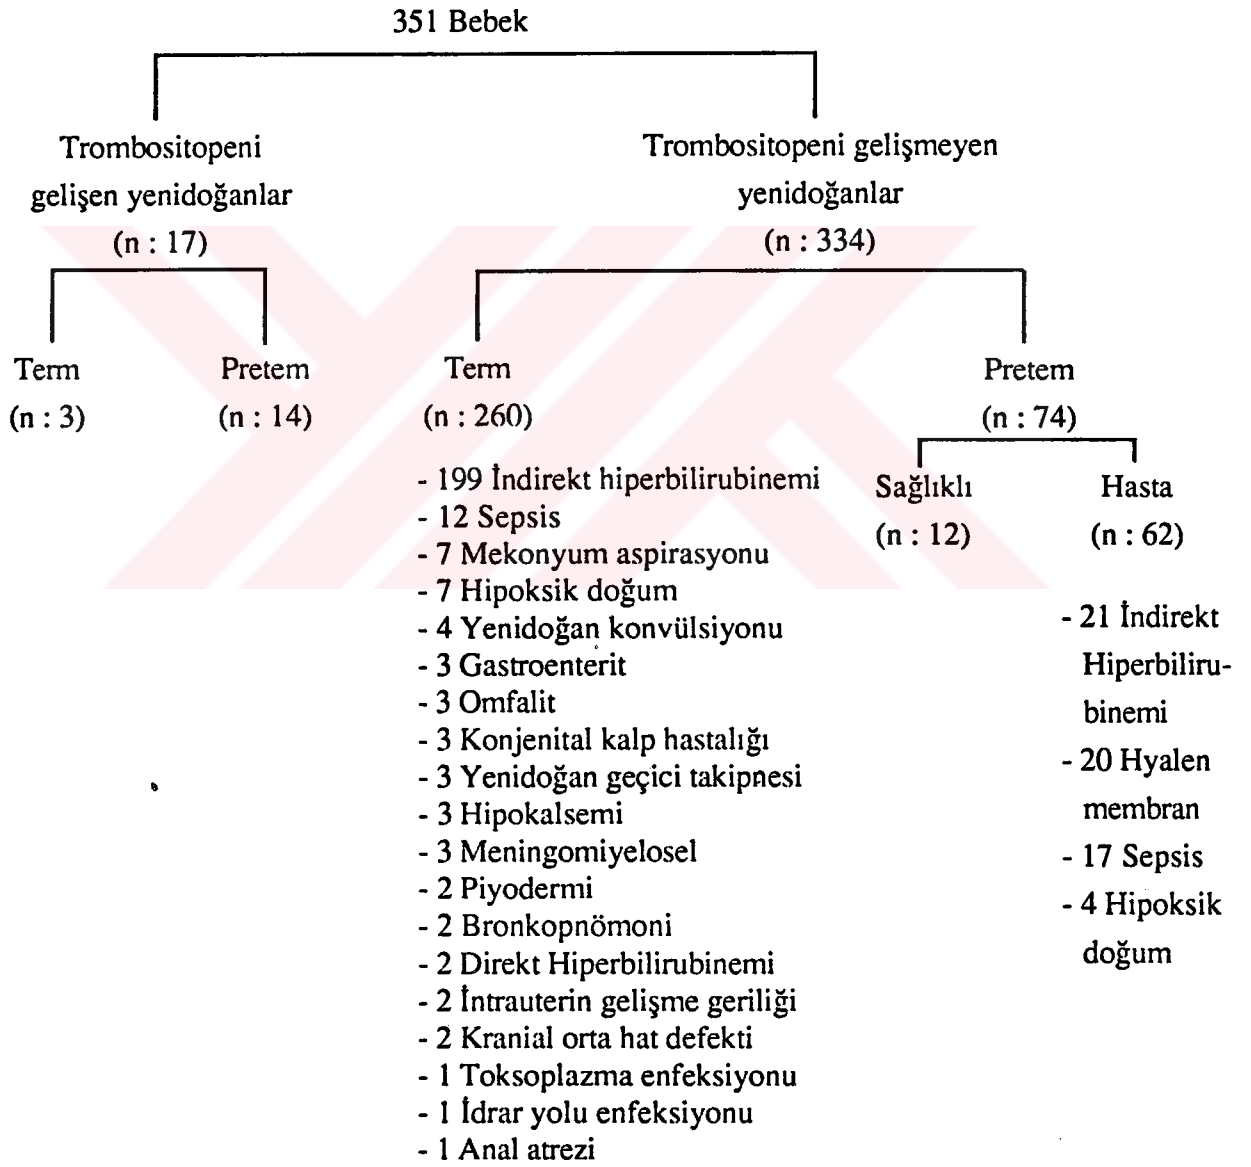 351 Bebek
Trombositopeni
gelişen yenidoğanlar
(n : 17)
Trombositopeni gelişmeyen
yenidoğanlar
(n : 334)
Term
(n : 3)
Pretem
(n : 14)
Term
(n : 260)
- 199 İndirekt hiperbilirubinemi
- 12 Sepsis
- 7 Mekonyum aspirasyonu
- 7 Hipoksik doğum
- 4 Yenidoğan konvülsiyonu
- 3 Gastroenterit
- 3 Omfalit
- 3 Konjenital kalp hastalığı
- 3 Yenidoğan geçici takipnesi
- 3 Hipokalsemi
- 3 Meningomiyelosel
- 2 Piyodermi
- 2 Bronkopnömoni
- 2 Direkt Hiperbilirubinemi
- 2 İntrauterin gelişme geriliği
- 2 Kranial orta hat defekti
- 1 Toksoplazma enfeksiyonu
- 1 İdrar yolu enfeksiyonu
- 1 Anal atrezi
Pretem
(n : 74)
Sağlıklı
(n : 12)
Hasta
(n : 62)
- 21 İndirekt
Hiperbiliru-
binemi
- 20 Hyalen
membran
- 17 Sepsis
- 4 Hipoksik
doğum